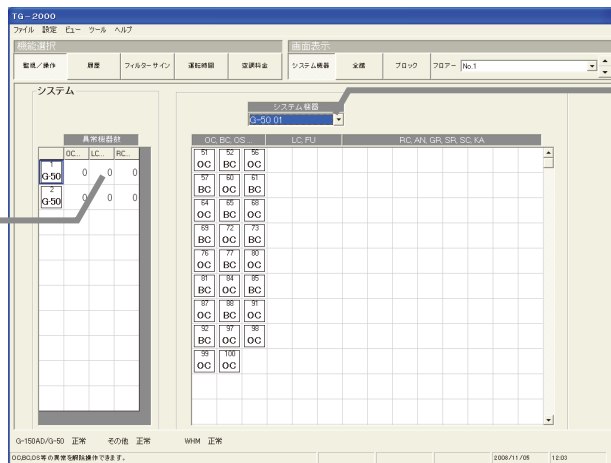 TG-2000
ファイル 設定 ビュー ツール ヘルプ
機能選択 画面表示
監視/操作 履歴 フィルターサイン 運転時間 空調料金 システム機器 全館 ブロック フロアー No.1
システム
システム機器
G-50 01
異常機器数
OC... LC... RC...
1 G-50 0 0 0
2 G-50 0 0 0
OC, BC, OS LC, FU RC, AN, GR, SR, SC, KA
51 52 56
OC BC OC
57 60 61
BC OC BC
64 65 68
OC BC OC
69 72 73
BC OC BC
76 77 80
OC BC OC
81 84 85
BC OC BC
87 88 91
OC BC OC
92 97 98
BC OC OC
99 100
OC OC
G-150AD/G-50 正常 その他 正常 WHM 正常
OC,BC,OS等の異常を解除操作できます。 2008/11/05 12:03